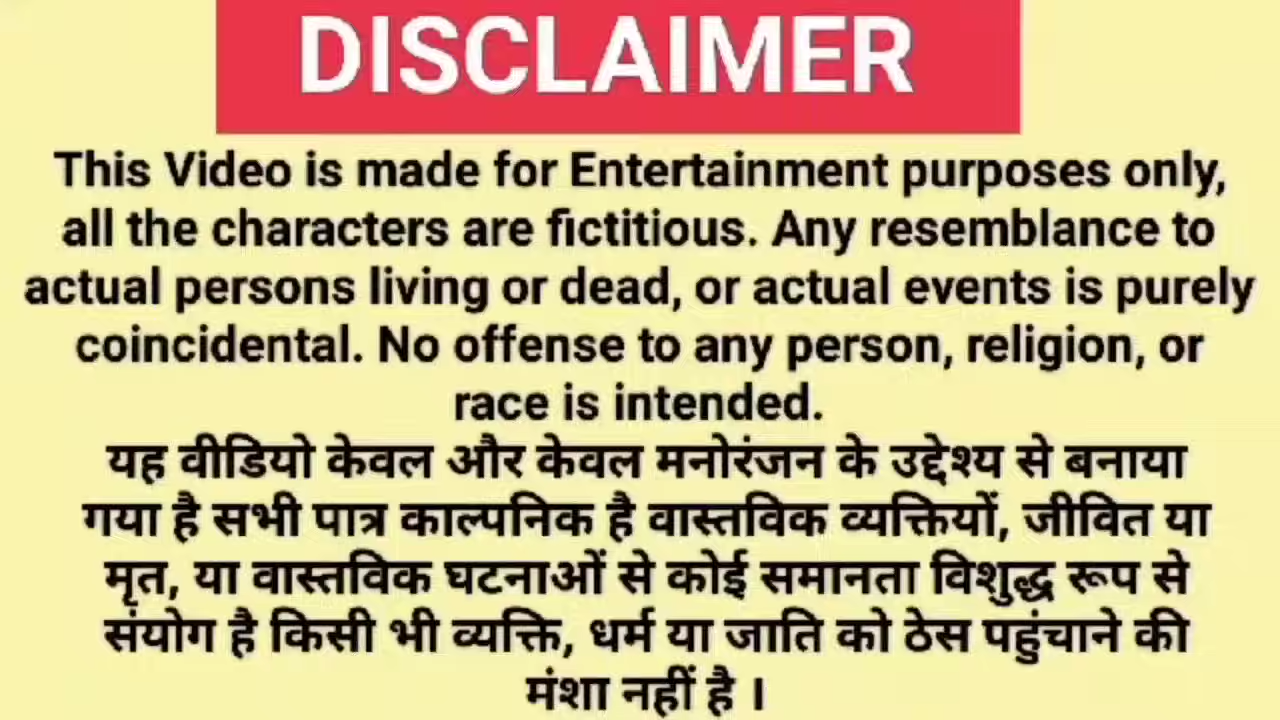 DISCLAIMER
This Video is made for Entertainment purposes only,
all the characters are fictitious. Any resemblance to
actual persons living or dead, or actual events is purely
coincidental. No offense to any person, religion, or
race is intended.
यह वीडियो केवल और केवल मनोरंजन के उद्देश्य से बनाया
गया है सभी पात्र काल्पनिक है वास्तविक व्यक्तियों, जीवित या
मृत, या वास्तविक घटनाओं से कोई समानता विशुद्ध रूप से
संयोग है किसी भी व्यक्ति, धर्म या जाति को ठेस पहुंचाने की
मंशा नहीं है ।